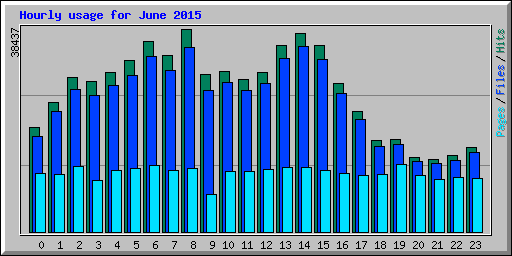 Hourly usage for June 2015
38437
Pages/Files/Hits
0 1 2 3 4 5 6 7 8 9 10 11 12 13 14 15 16 17 18 19 20 21 22 23